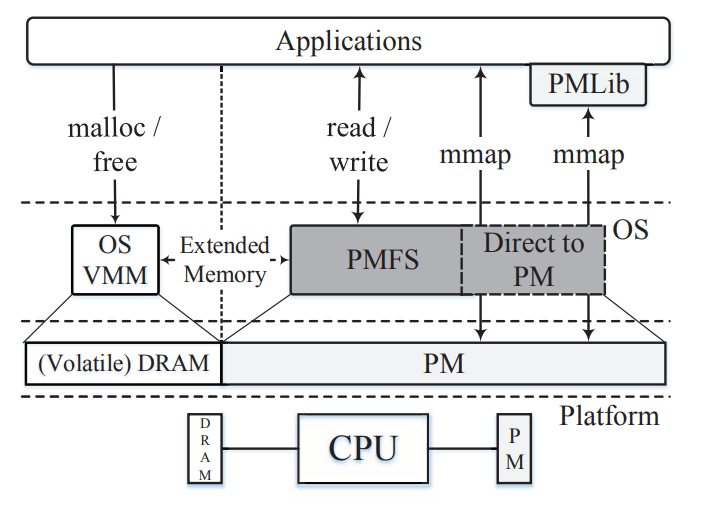 Applications
PMLib
malloc /
free
read /
write
mmap
mmap
OS
OS
VMM
Extended
Memory
PMFS
Direct to
PM
(Volatile) DRAM
PM
Platform
D
R
A
M
CPU
P
M